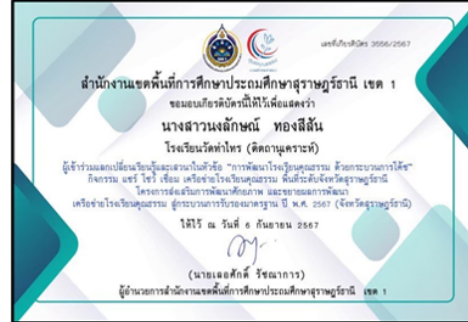 เลขที่เกียรติบัตร 3556/2567
สำนักงานเขตพื้นที่การศึกษาประถมศึกษาสุราษฎร์ธานี เขต 1
ขอมอบเกียรติบัตรนี้ให้ไว้เพื่อแสดงว่า
นางสาวนงลักษณ์ ทองสีสัน
โรงเรียนวัดท่าไทร (ดิตถานุเคราะห์)
ผู้เข้าร่วมแลกเปลี่ยนเรียนรู้และเสวนาในหัวข้อ "การพัฒนาโรงเรียนคุณธรรม ด้วยกระบวนการโค้ช"
กิจกรรม แชร์ โชว์ เชื่อม เครือข่ายโรงเรียนคุณธรรม พื้นที่ระดับจังหวัดสุราษฎร์ธานี
โครงการส่งเสริมการพัฒนาศักยภาพ และขยายผลการพัฒนา
เครือข่ายโรงเรียนคุณธรรม สู่กระบวนการรับรองมาตรฐาน ปี พ.ศ. 2567 (จังหวัดสุราษฎร์ธานี)
ให้ไว้ ณ วันที่ 6 กันยายน 2567
(นายเลอศักดิ์ รัชณาการ)
ผู้อำนวยการสำนักงานเขตพื้นที่การศึกษาประถมศึกษาสุราษฎร์ธานี เขต 1